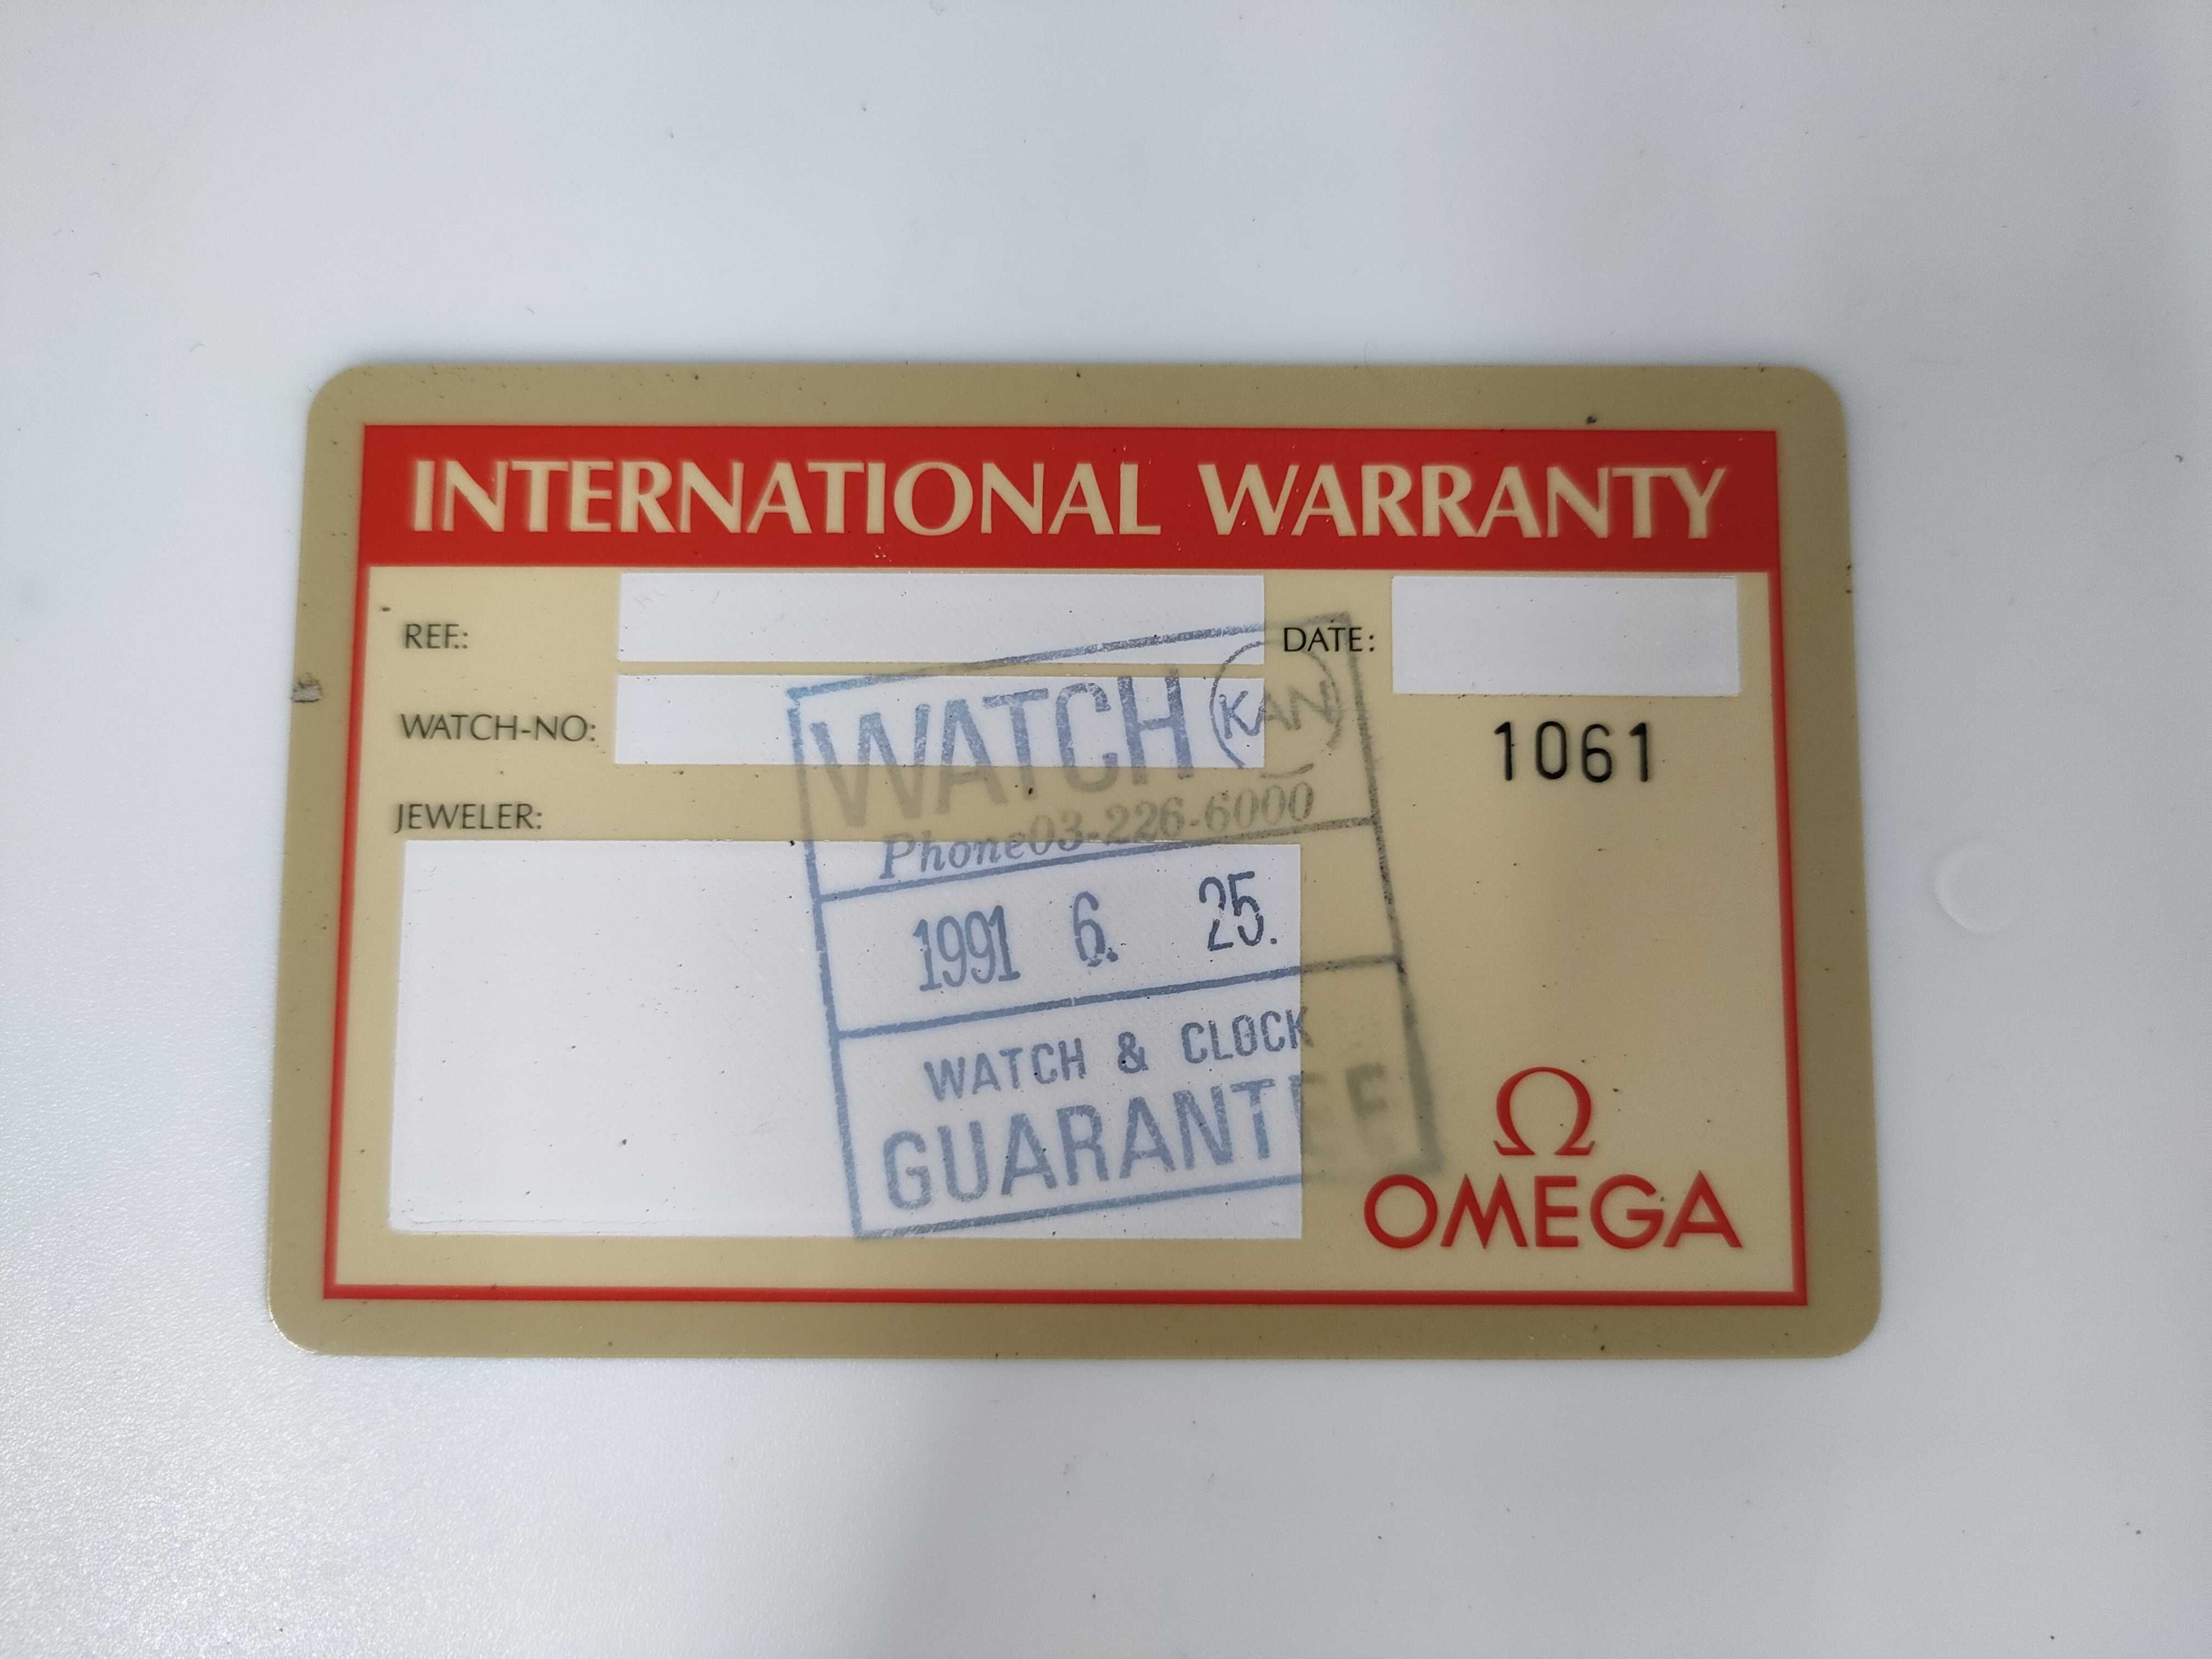 INTERNATIONAL WARRANTY
REF.:
DATE:
WATCH-NO:
1061
JEWELER:
WATCH KAN
Phone03-226-6000
1991 6. 25.
WATCH & CLOCK
GUARANTEE
Ω
OMEGA